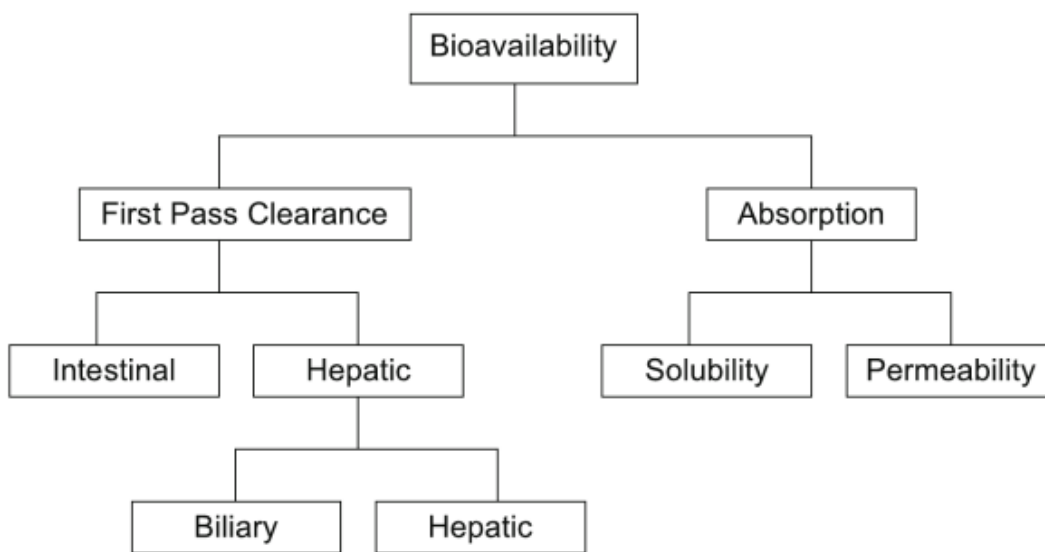 Bioavailability
First Pass Clearance
Absorption
Intestinal
Hepatic
Solubility
Permeability
Biliary
Hepatic